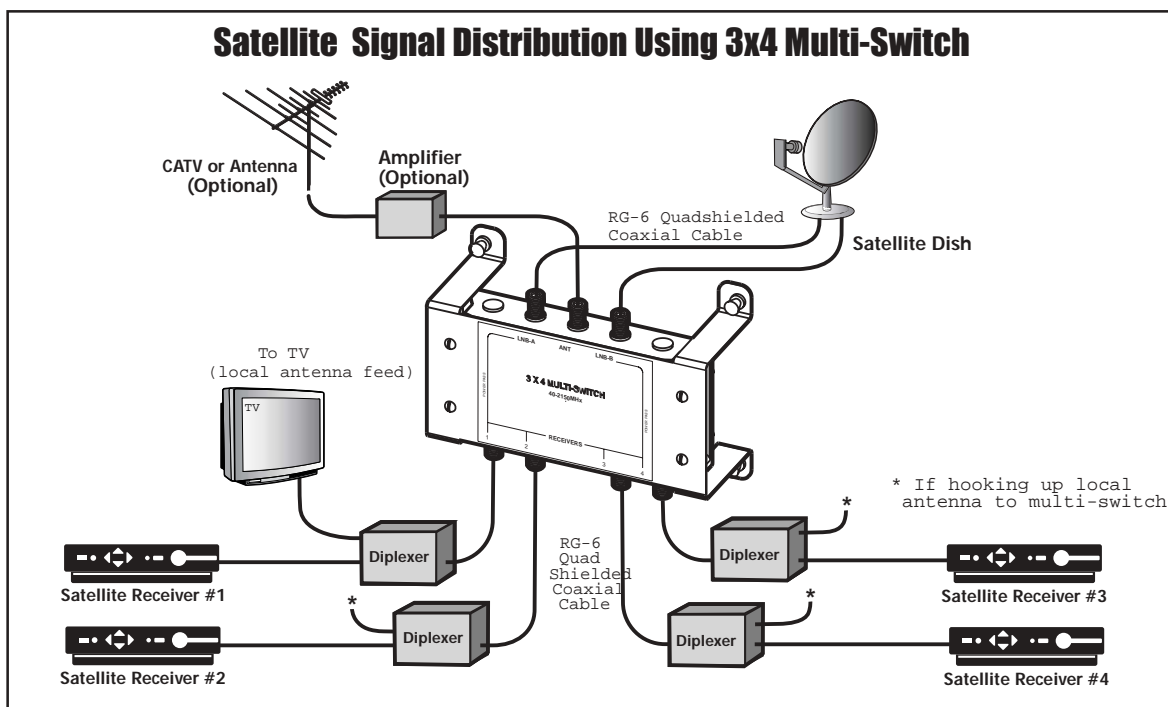 Satellite Signal Distribution Using 3x4 Multi-Switch
CATV or Antenna
(Optional)
Amplifier
(Optional)
RG-6 Quadshielded
Coaxial Cable
Satellite Dish
LNB-A
ANT
LNB-B
3 X 4 MULTI-SWITCH
40-2150MHz
RECEIVERS
1
2
3
4
To TV
(local antenna feed)
TV
* If hooking up local
antenna to multi-switch
*
Diplexer
Satellite Receiver #1
RG-6
Quad
Shielded
Coaxial
Cable
Diplexer
Satellite Receiver #3
*
Diplexer
Satellite Receiver #2
*
Diplexer
Satellite Receiver #4